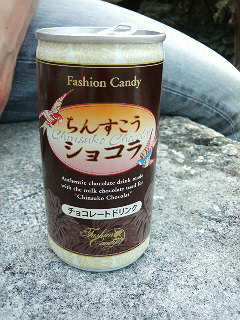 Fashion Candy
ちんすこう
Chinsuko Chocolat
ショコラ
Authentic chocolate drink made
with the milk chocolate used for
"Chinsuko Chocolat"
チョコレートドリンク
Fashion
Candy